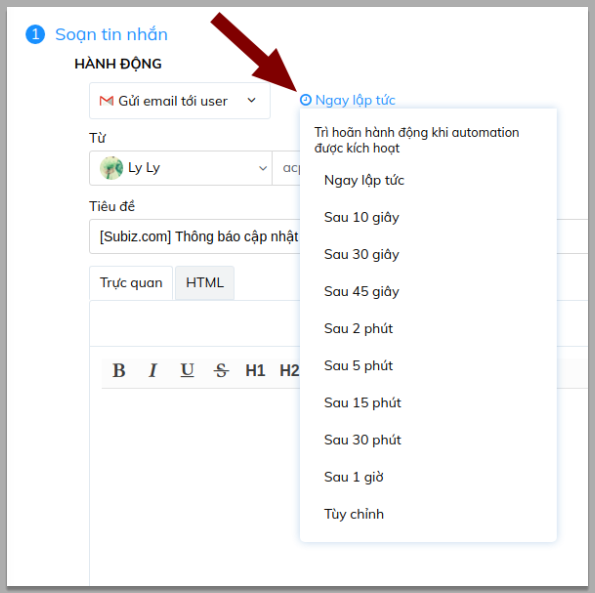 1 Soạn tin nhắn
HÀNH ĐỘNG
Gửi email tới user
Ngay lập tức
Trì hoãn hành động khi automation
được kích hoạt
Ngay lập tức
Sau 10 giây
Sau 30 giây
Sau 45 giây
Sau 2 phút
Sau 5 phút
Sau 15 phút
Sau 30 phút
Sau 1 giờ
Tùy chỉnh
Từ
Ly Ly
Tiêu đề
[Subiz.com] Thông báo cập nhật
Trực quan HTML
B I U S H1 H2